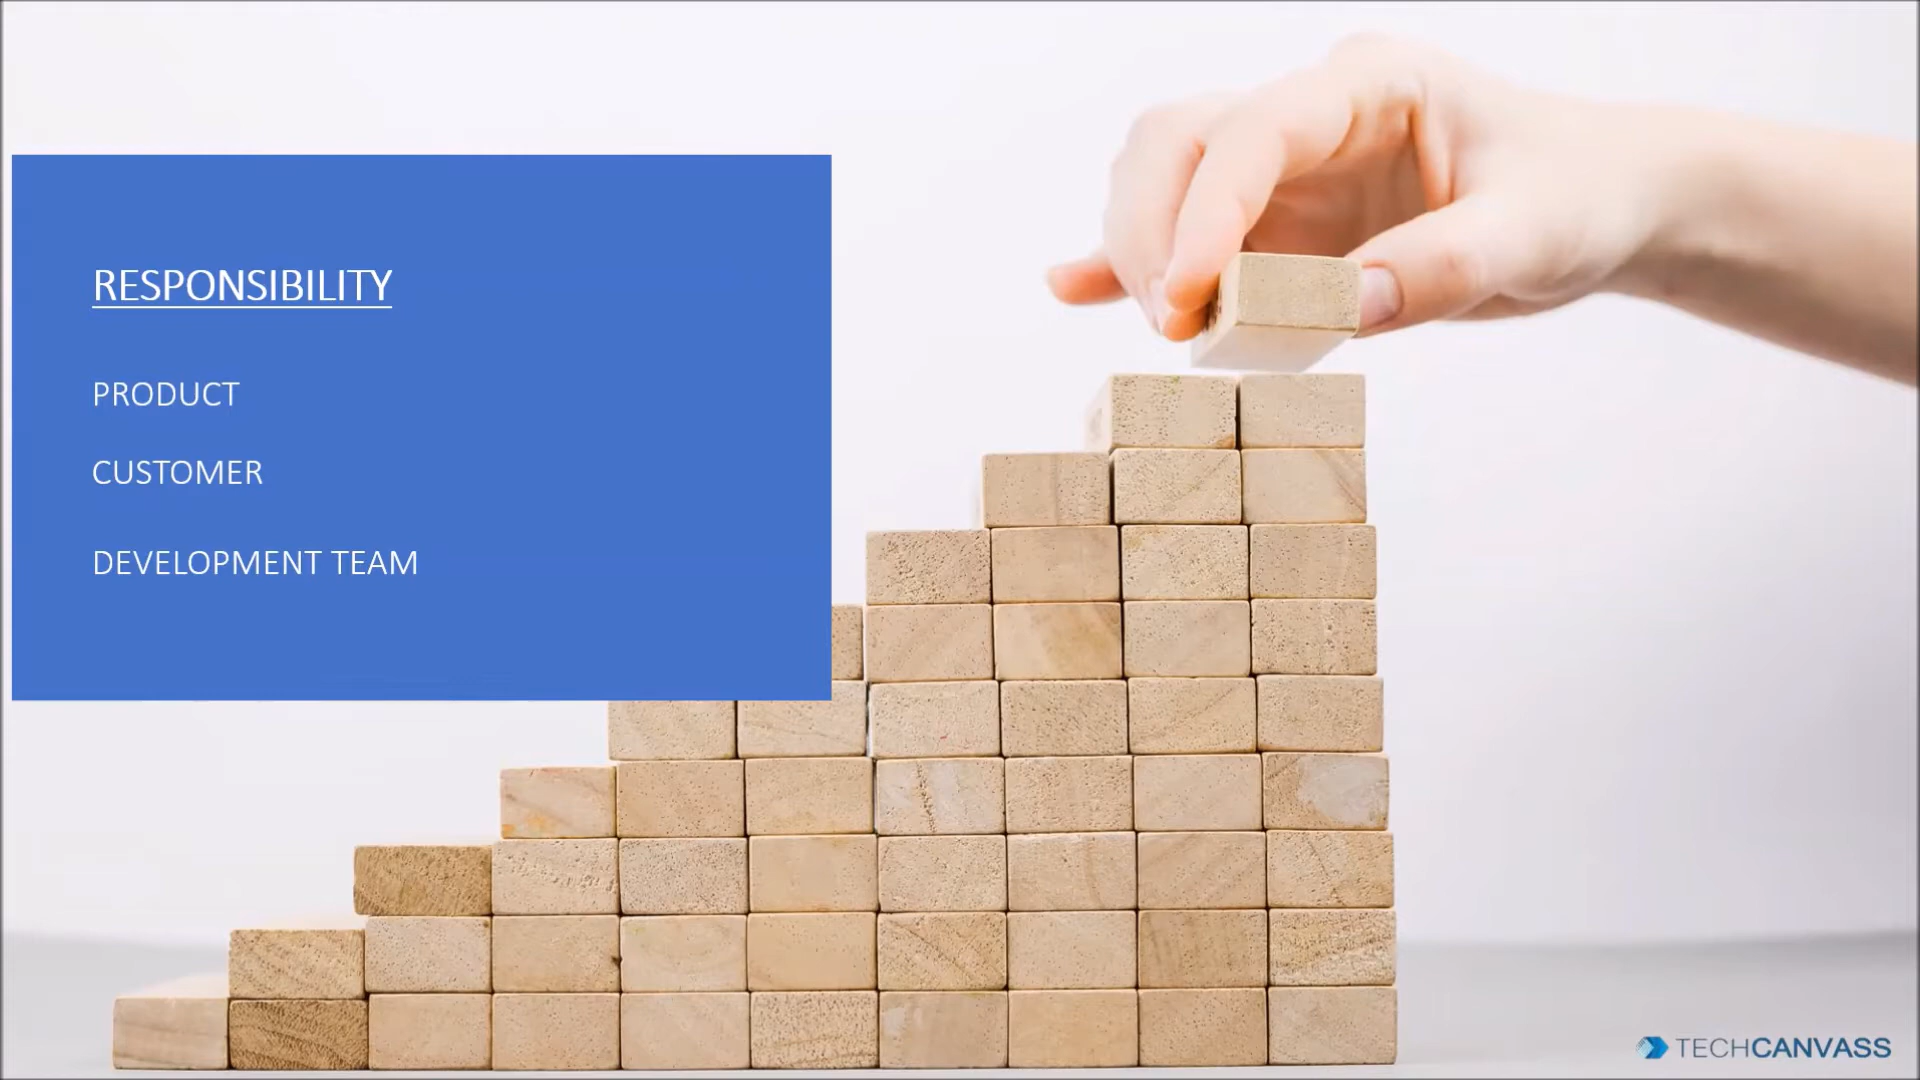 RESPONSIBILITY
PRODUCT
CUSTOMER
DEVELOPMENT TEAM
TECHCANVASS